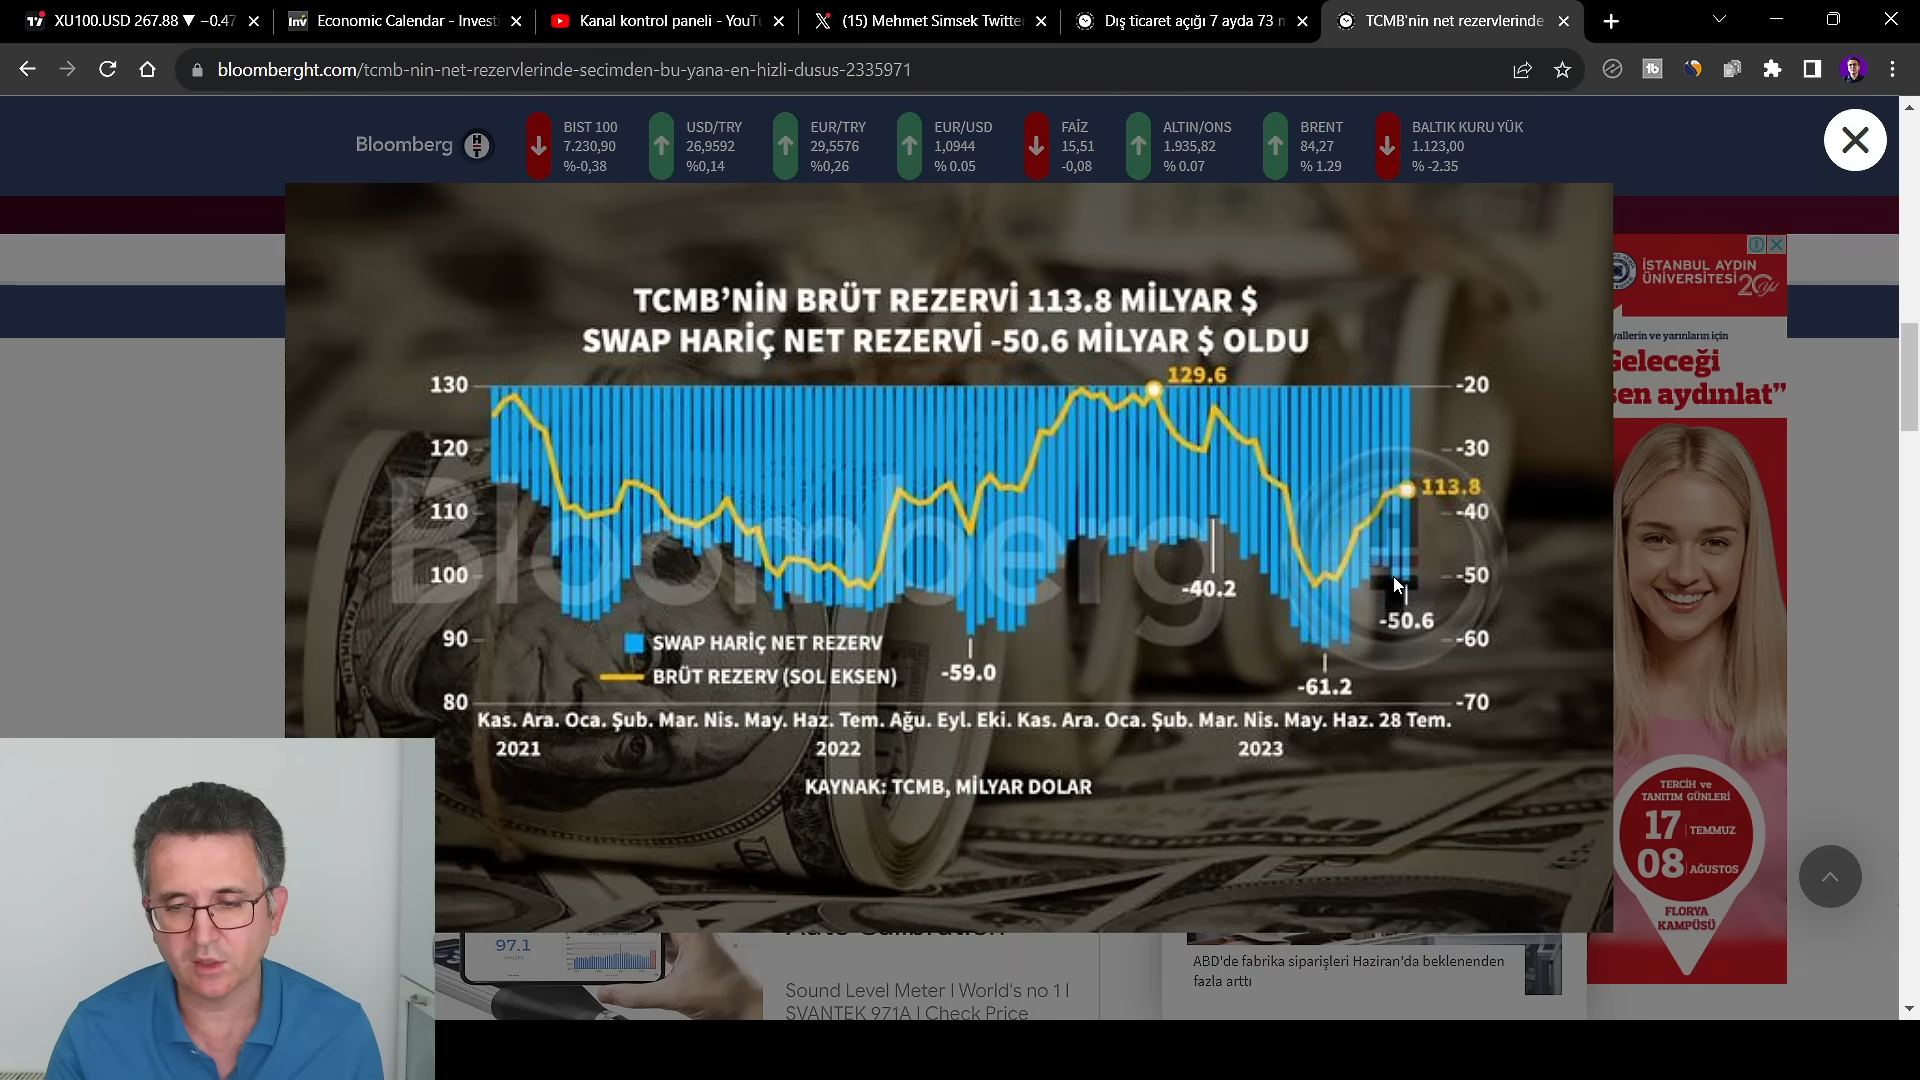 XU100.USD 267.88 ▼ −0.47
Economic Calendar - Investi
Kanal kontrol paneli - YouTu
(15) Mehmet Simsek Twitter
Dış ticaret açığı 7 ayda 73 m
TCMB'nin net rezervlerinde
bloomberght.com/tcmb-nin-net-rezervlerinde-secimden-bu-yana-en-hizli-dusus-2335971
Bloomberg HT
BIST 100
7.230,90
%-0,38
USD/TRY
26,9592
%0,14
EUR/TRY
29,5576
%0,26
EUR/USD
1,0944
% 0.05
FAİZ
15,51
-0,08
ALTIN/ONS
1.935,82
% 0.07
BRENT
84,27
% 1.29
BALTIK KURU YÜK
1.123,00
% -2.35
TCMB'NİN BRÜT REZERVİ 113.8 MİLYAR $
SWAP HARİÇ NET REZERVİ -50.6 MİLYAR $ OLDU
130
120
110
100
90
80
-20
-30
-40
-50
-60
-70
129.6
113.8
-40.2
-50.6
-59.0
-61.2
Bloomberg
SWAP HARİÇ NET REZERV
BRÜT REZERV (SOL EKSEN)
Kas. Ara. Oca. Şub. Mar. Nis. May. Haz. Tem. Ağu. Eyl. Eki. Kas. Ara. Oca. Şub. Mar. Nis. May. Haz. 28 Tem.
2021 2022 2023
KAYNAK: TCMB, MİLYAR DOLAR
İSTANBUL AYDIN
ÜNİVERSİTESİ 20 Yıl
yallerin ve yarınların için
Geleceği
sen aydınlat”
TERCİH ve
TANITIM GÜNLERİ
17 TEMMUZ
08 AĞUSTOS
FLORYA
KAMPÜSÜ
97.1
Sound Level Meter | World's no 1 |
SVANTEK 971A | Check Price
ABD'de fabrika siparişleri Haziran'da beklenenden
fazla arttı